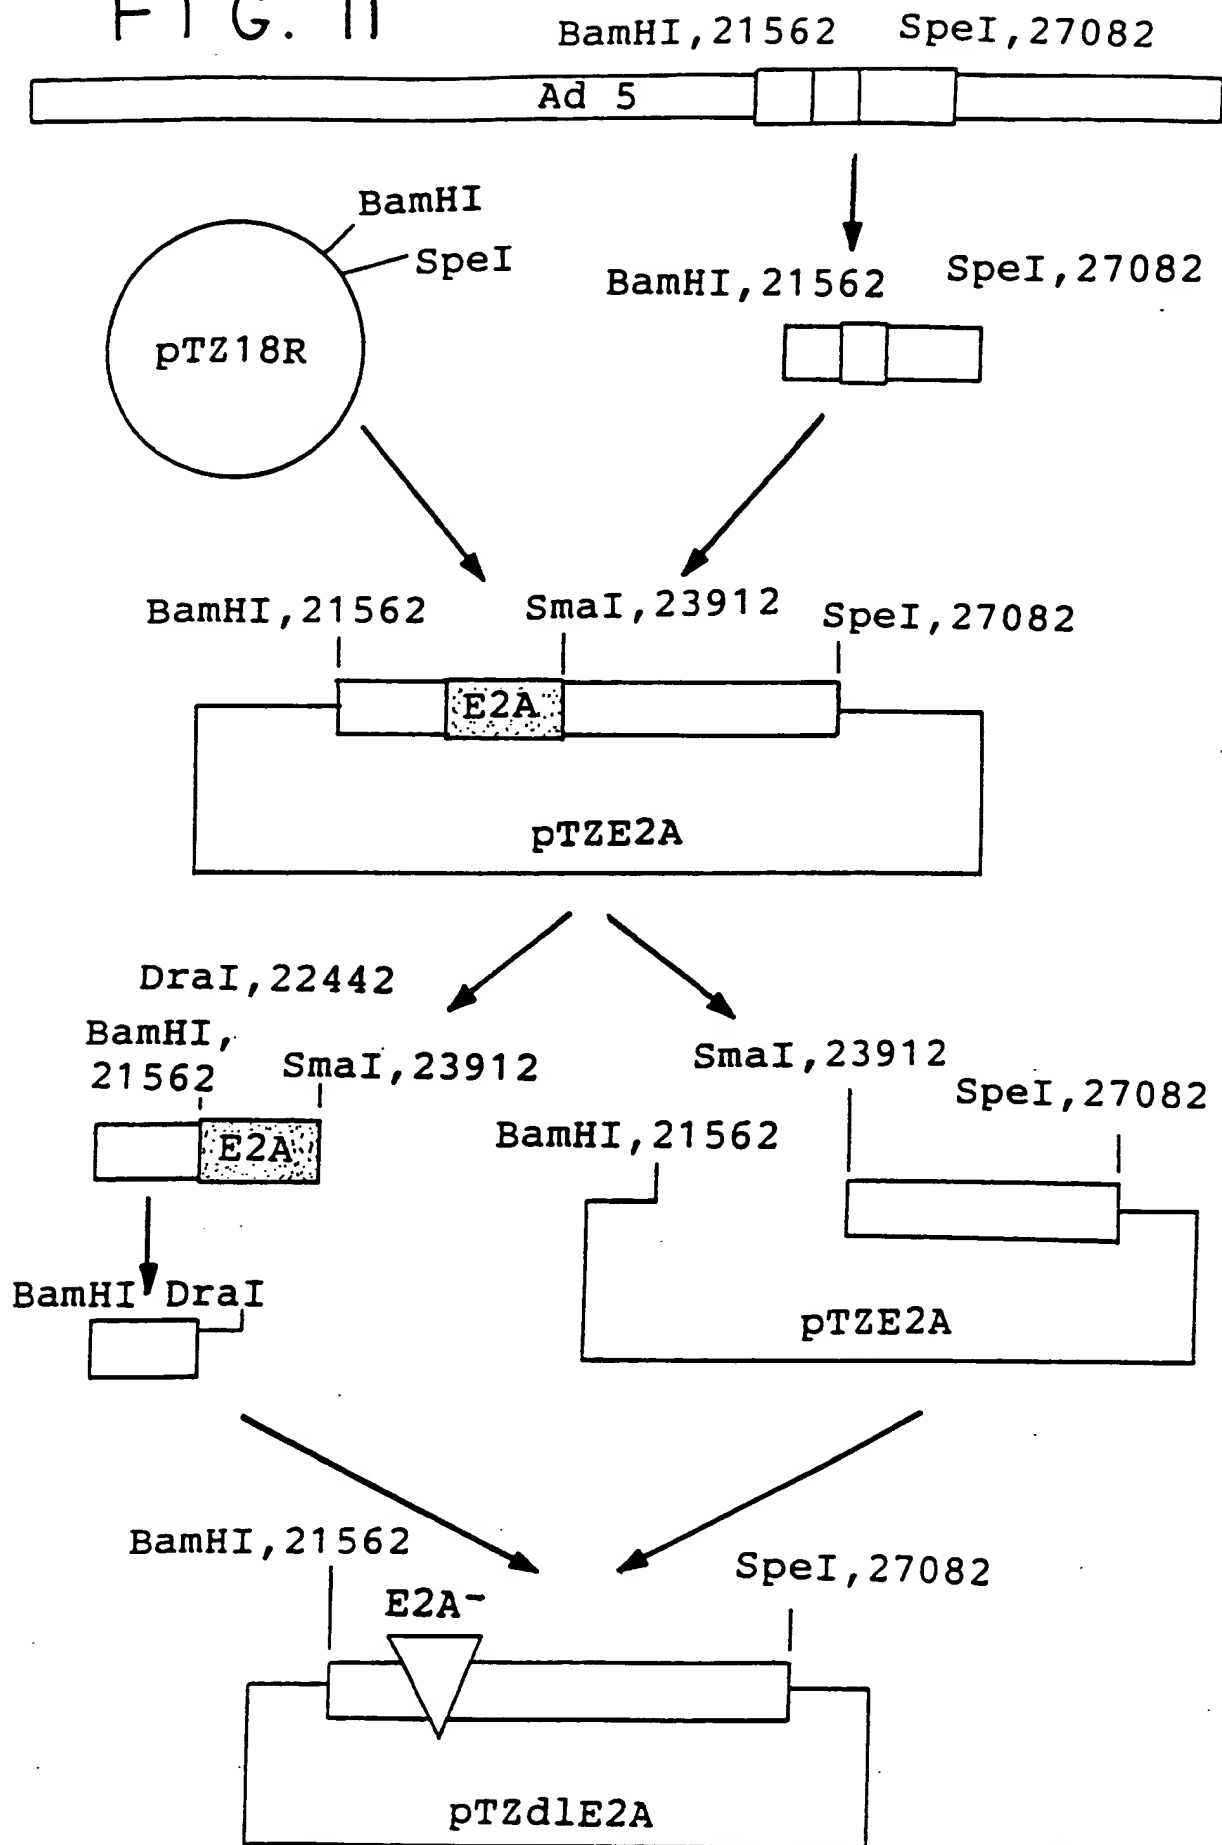 FIG. 11
BamHI,21562 SpeI,27082
Ad 5
BamHI
SpeI
pTZ18R
BamHI,21562 SpeI,27082
BamHI,21562 SmaI,23912 SpeI,27082
E2A
pTZE2A
DraI,22442
BamHI,
21562
SmaI,23912
E2A
SmaI,23912
SpeI,27082
BamHI,21562
BamHI DraI
pTZE2A
BamHI,21562
SpeI,27082
E2A-
pTZdlE2A